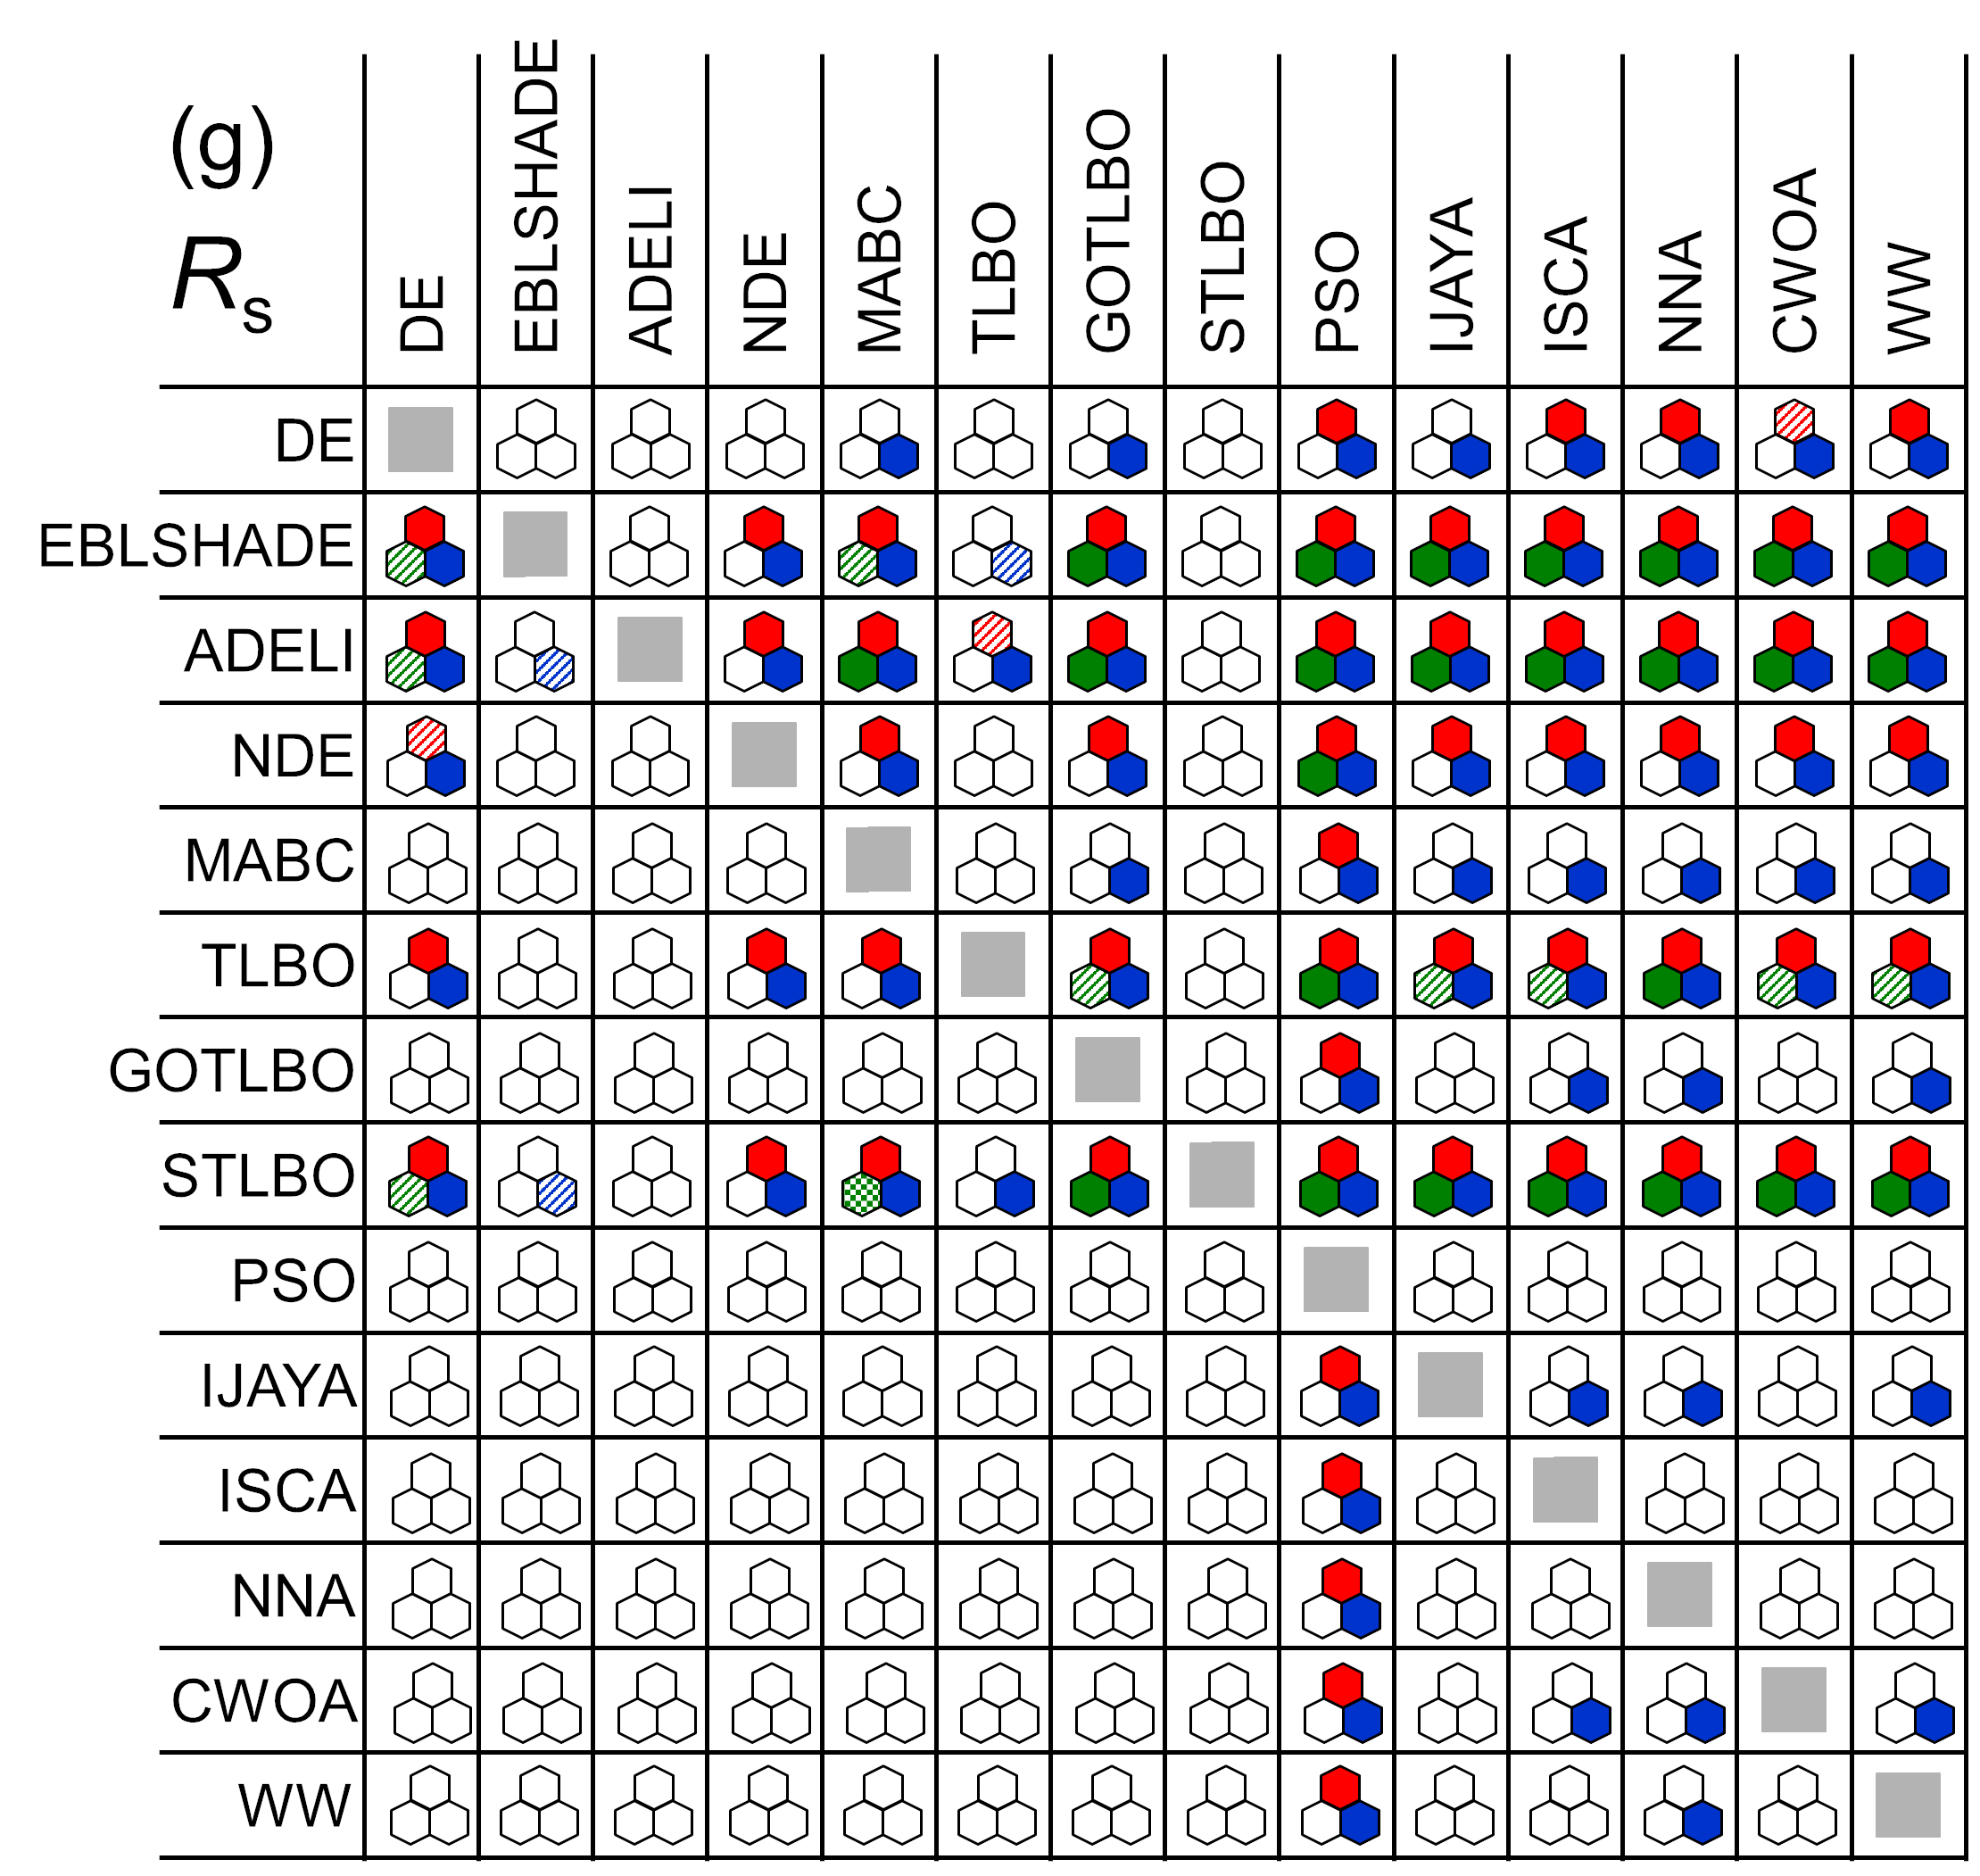 (g)
Rs
DE
EBLSHADE
ADELI
NDE
MABC
TLBO
GOTLBO
STLBO
PSO
IJAYA
ISCA
NNA
CWOA
WW
DE
EBLSHADE
ADELI
NDE
MABC
TLBO
GOTLBO
STLBO
PSO
IJAYA
ISCA
NNA
CWOA
WW